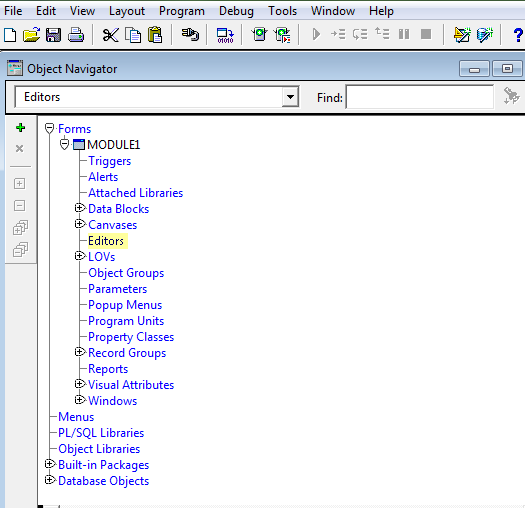 File Edit View Layout Program Debug Tools Window Help
Object Navigator
Editors Find:
Forms
MODULE1
Triggers
Alerts
Attached Libraries
Data Blocks
Canvases
Editors
LOVs
Object Groups
Parameters
Popup Menus
Program Units
Property Classes
Record Groups
Reports
Visual Attributes
Windows
Menus
PL/SQL Libraries
Object Libraries
Built-in Packages
Database Objects